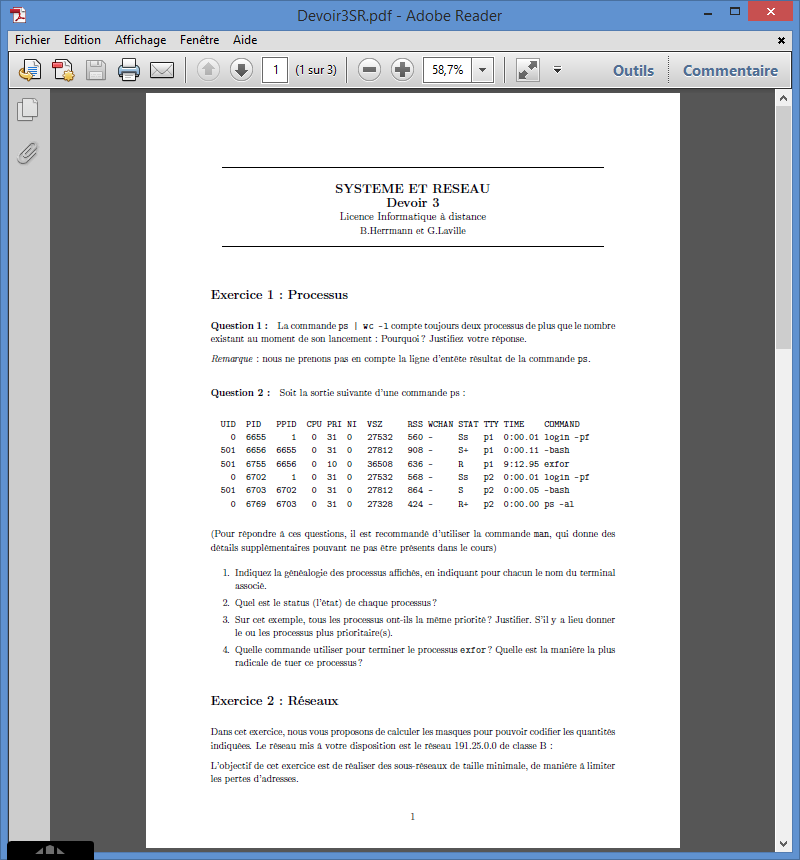 Devoir3SR.pdf - Adobe Reader
Fichier Edition Affichage Fenêtre Aide
1 (1 sur 3) 58,7% Outils Commentaire
SYSTEME ET RESEAU
Devoir 3
Licence Informatique à distance
B.Herrmann et G.Laville
Exercice 1 : Processus
Question 1 : La commande ps | wc -l compte toujours deux processus de plus que le nombre
existant au moment de son lancement : Pourquoi ? Justifiez votre réponse.
Remarque : nous ne prenons pas en compte la ligne d'entête résultat de la commande ps.
Question 2 : Soit la sortie suivante d'une commande ps :
UID PID PPID CPU PRI NI VSZ RSS WCHAN STAT TTY TIME COMMAND
0 6655 1 0 31 0 27532 560 - Ss p1 0:00.01 login -pf
501 6656 6655 0 31 0 27812 908 - S+ p1 0:00.11 -bash
501 6755 6656 0 10 0 36508 636 - R p1 9:12.95 exfor
0 6702 1 0 31 0 27532 568 - Ss p2 0:00.01 login -pf
501 6703 6702 0 31 0 27812 864 - S p2 0:00.05 -bash
0 6769 6703 0 31 0 27328 424 - R+ p2 0:00.00 ps -al
(Pour répondre à ces questions, il est recommandé d'utiliser la commande man, qui donne des
détails supplémentaires pouvant ne pas être présents dans le cours)
1. Indiquez la généalogie des processus affichés, en indiquant pour chacun le nom du terminal
associé.
2. Quel est le status (l'état) de chaque processus ?
3. Sur cet exemple, tous les processus ont-ils la même priorité ? Justifier. S'il y a lieu donner
le ou les processus plus prioritaire(s).
4. Quelle commande utiliser pour terminer le processus exfor ? Quelle est la manière la plus
radicale de tuer ce processus ?
Exercice 2 : Réseaux
Dans cet exercice, nous vous proposons de calculer les masques pour pouvoir codifier les quantités
indiquées. Le réseau mis à votre disposition est le réseau 191.25.0.0 de classe B :
L'objectif de cet exercice est de réaliser des sous-réseaux de taille minimale, de manière à limiter
les pertes d'adresses.
1